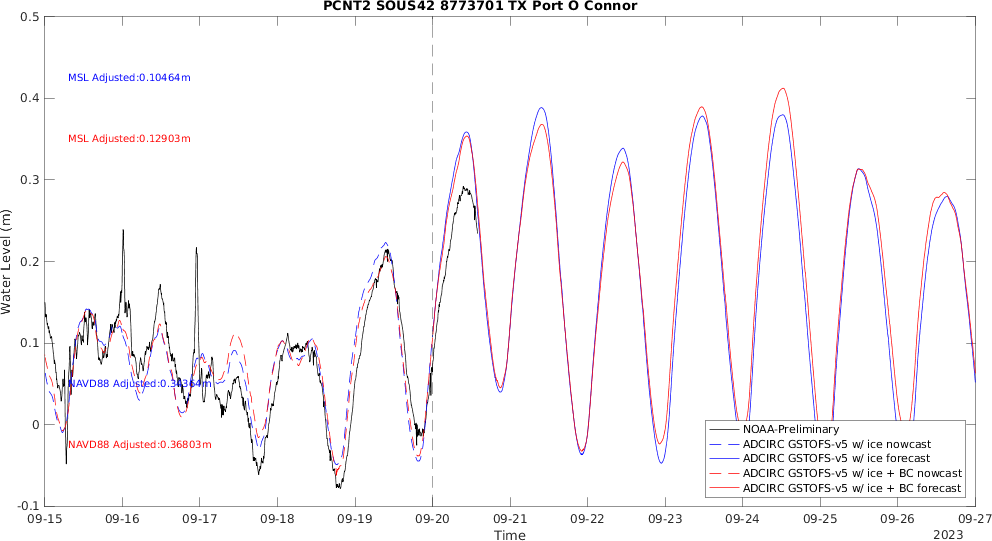 PCNT2 SOUS42 8773701 TX Port O Connor
0.5
0.4
0.3
0.2
0.1
0
-0.1
Water Level (m)
MSL Adjusted:0.10464m
MSL Adjusted:0.12903m
NAVD88 Adjusted:0.34364m
NAVD88 Adjusted:0.36803m
NOAA-Preliminary
ADCIRC GSTOFS-v5 w/ ice nowcast
ADCIRC GSTOFS-v5 w/ ice forecast
ADCIRC GSTOFS-v5 w/ ice + BC nowcast
ADCIRC GSTOFS-v5 w/ ice + BC forecast
09-15 09-16 09-17 09-18 09-19 09-20 09-21 09-22 09-23 09-24 09-25 09-26 09-27
Time
2023